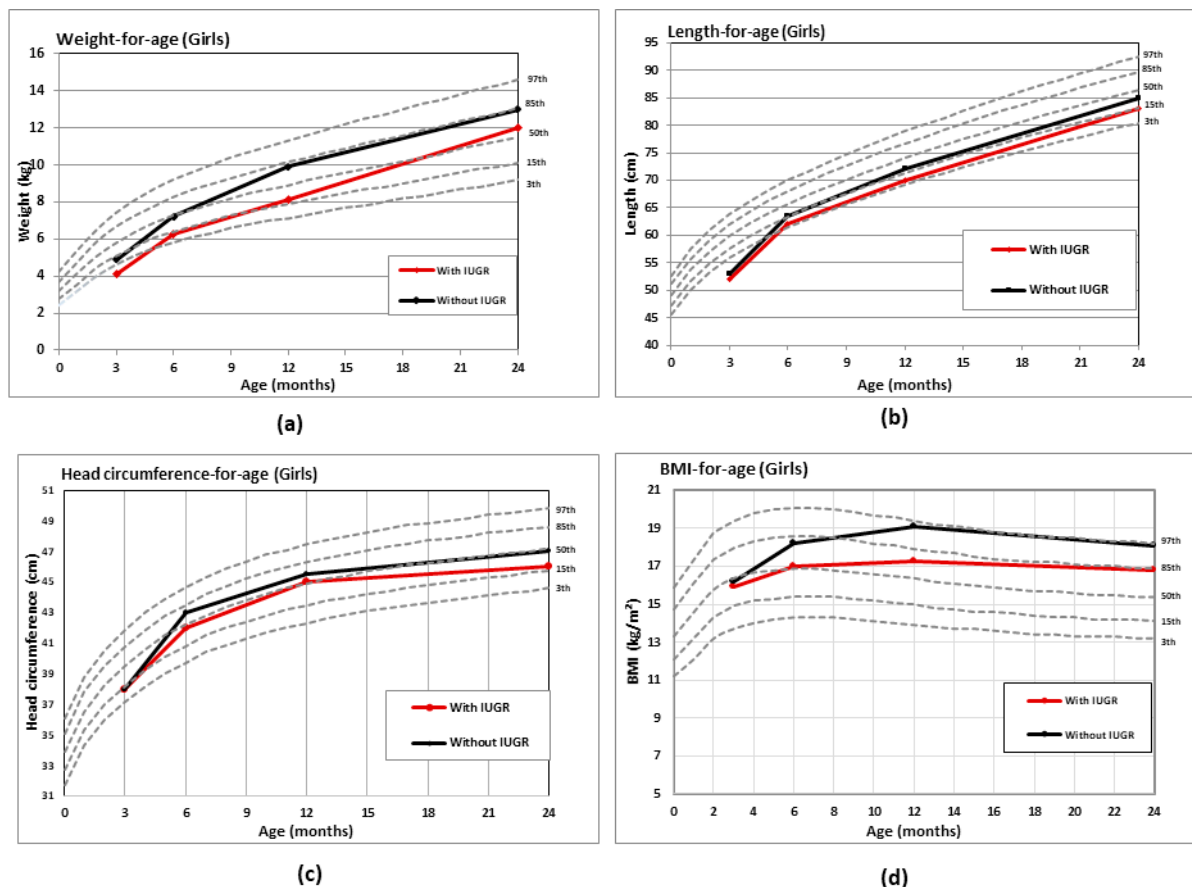 Weight-for-age (Girls)
16
14
12
10
8
6
4
2
0
Weight (kg)
97th
85th
50th
15th
3th
With IUGR
Without IUGR
0 3 6 9 12 15 18 21 24
Age (months)
(a)
Length-for-age (Girls)
95
90
85
80
75
70
65
60
55
50
45
40
Length (cm)
97th
85th
50th
15th
3th
With IUGR
Without IUGR
0 3 6 9 12 15 18 21 24
Age (months)
(b)
Head circumference-for-age (Girls)
51
49
47
45
43
41
39
37
35
33
31
Head circumference (cm)
97th
85th
50th
15th
3th
With IUGR
Without IUGR
0 3 6 9 12 15 18 21 24
Age (months)
(c)
BMI-for-age (Girls)
21
19
17
15
13
11
9
7
5
BMI (kg/m²)
97th
85th
50th
15th
3th
With IUGR
Without IUGR
0 2 4 6 8 10 12 14 16 18 20 22 24
Age (months)
(d)